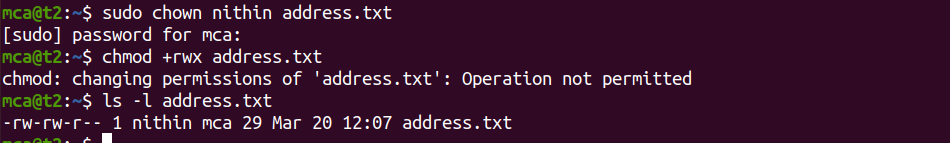 mca@t2:~$ sudo chown nithin address.txt
[sudo] password for mca:
mca@t2:~$ chmod +rwx address.txt
chmod: changing permissions of 'address.txt': Operation not permitted
mca@t2:~$ ls -l address.txt
-rw-rw-r-- 1 nithin mca 29 Mar 20 12:07 address.txt
mca@t2:~$